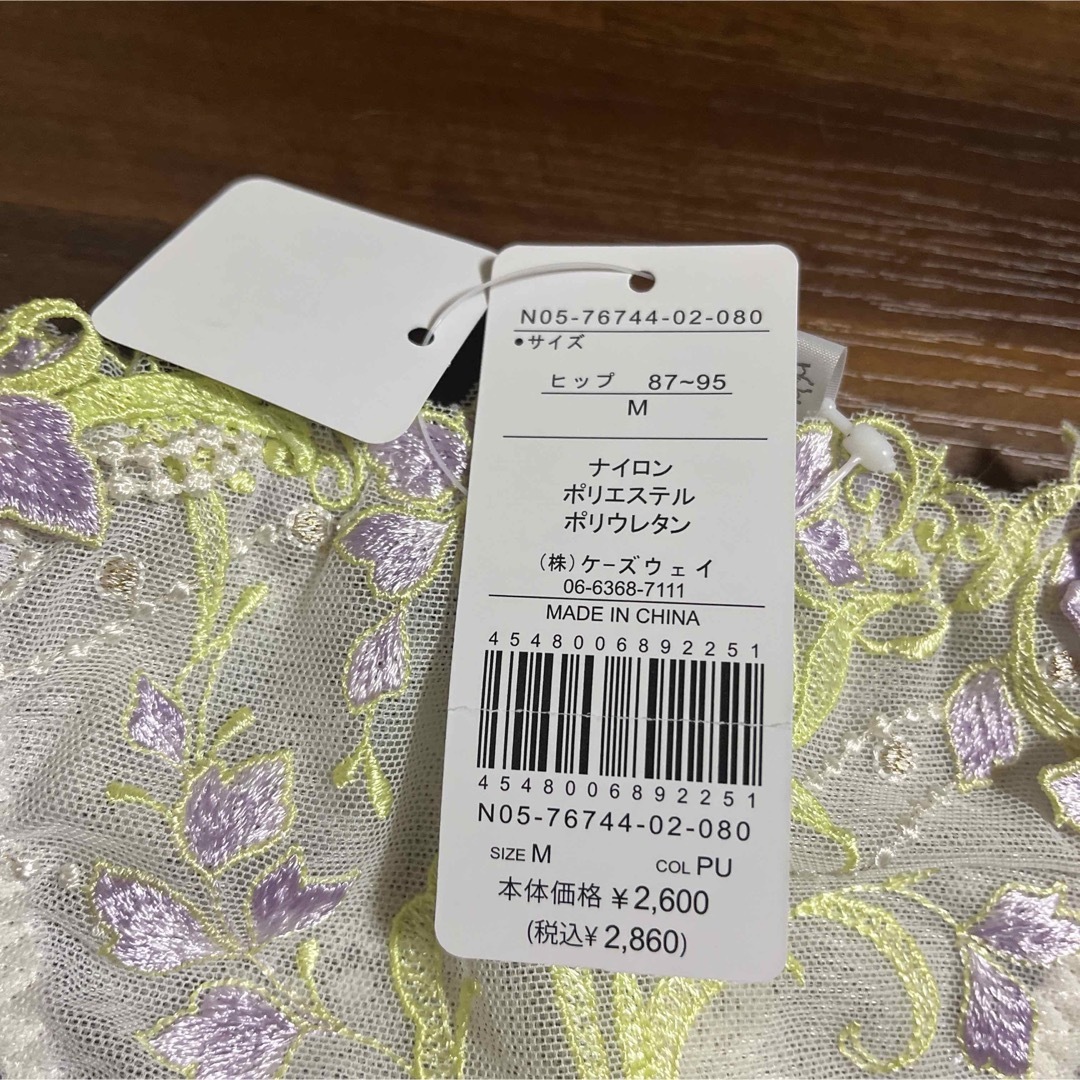 N05-76744-02-080
•サイズ
ヒップ 87~95
M
ナイロン
ポリエステル
ポリウレタン
(株)ケーズウェイ
06-6368-7111
MADE IN CHINA
4548006892251
4548006892251
N05-76744-02-080
SIZE M COL PU
本体価格 ¥2,600
(税込¥2,860)